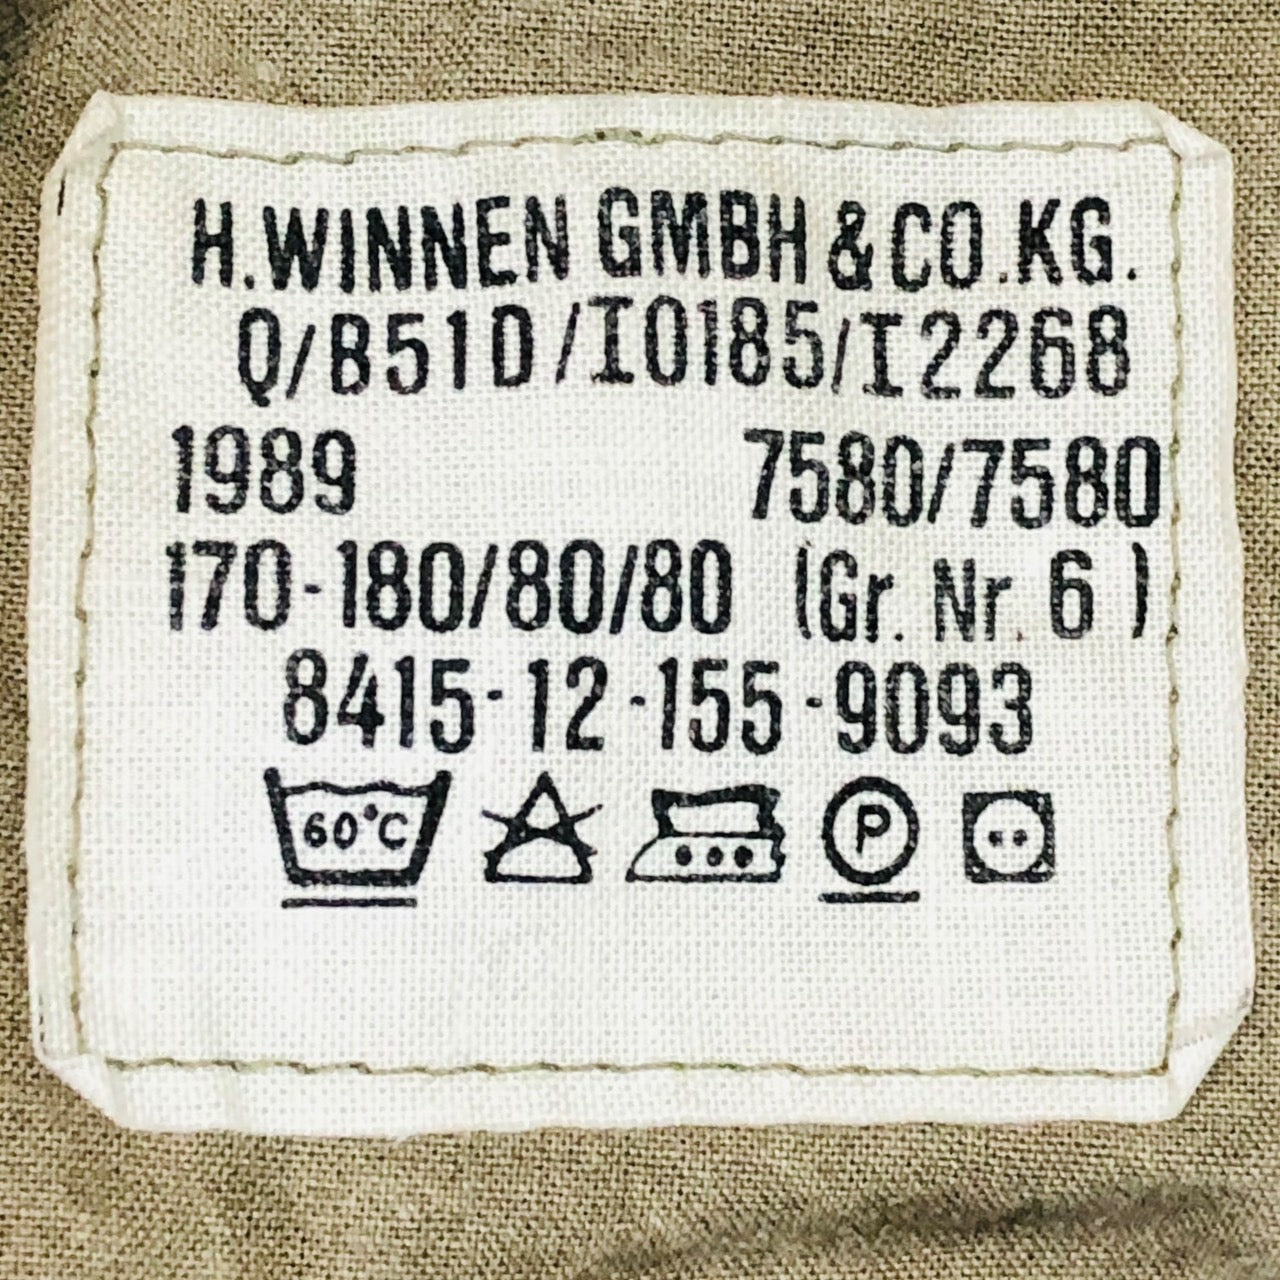 H.WINNEN GMBH & CO.KG.
Q/B51D/I0185/I2268
1989 7580/7580
170-180/80/80 (Gr. Nr. 6 )
8415-12-155-9093
60°C P